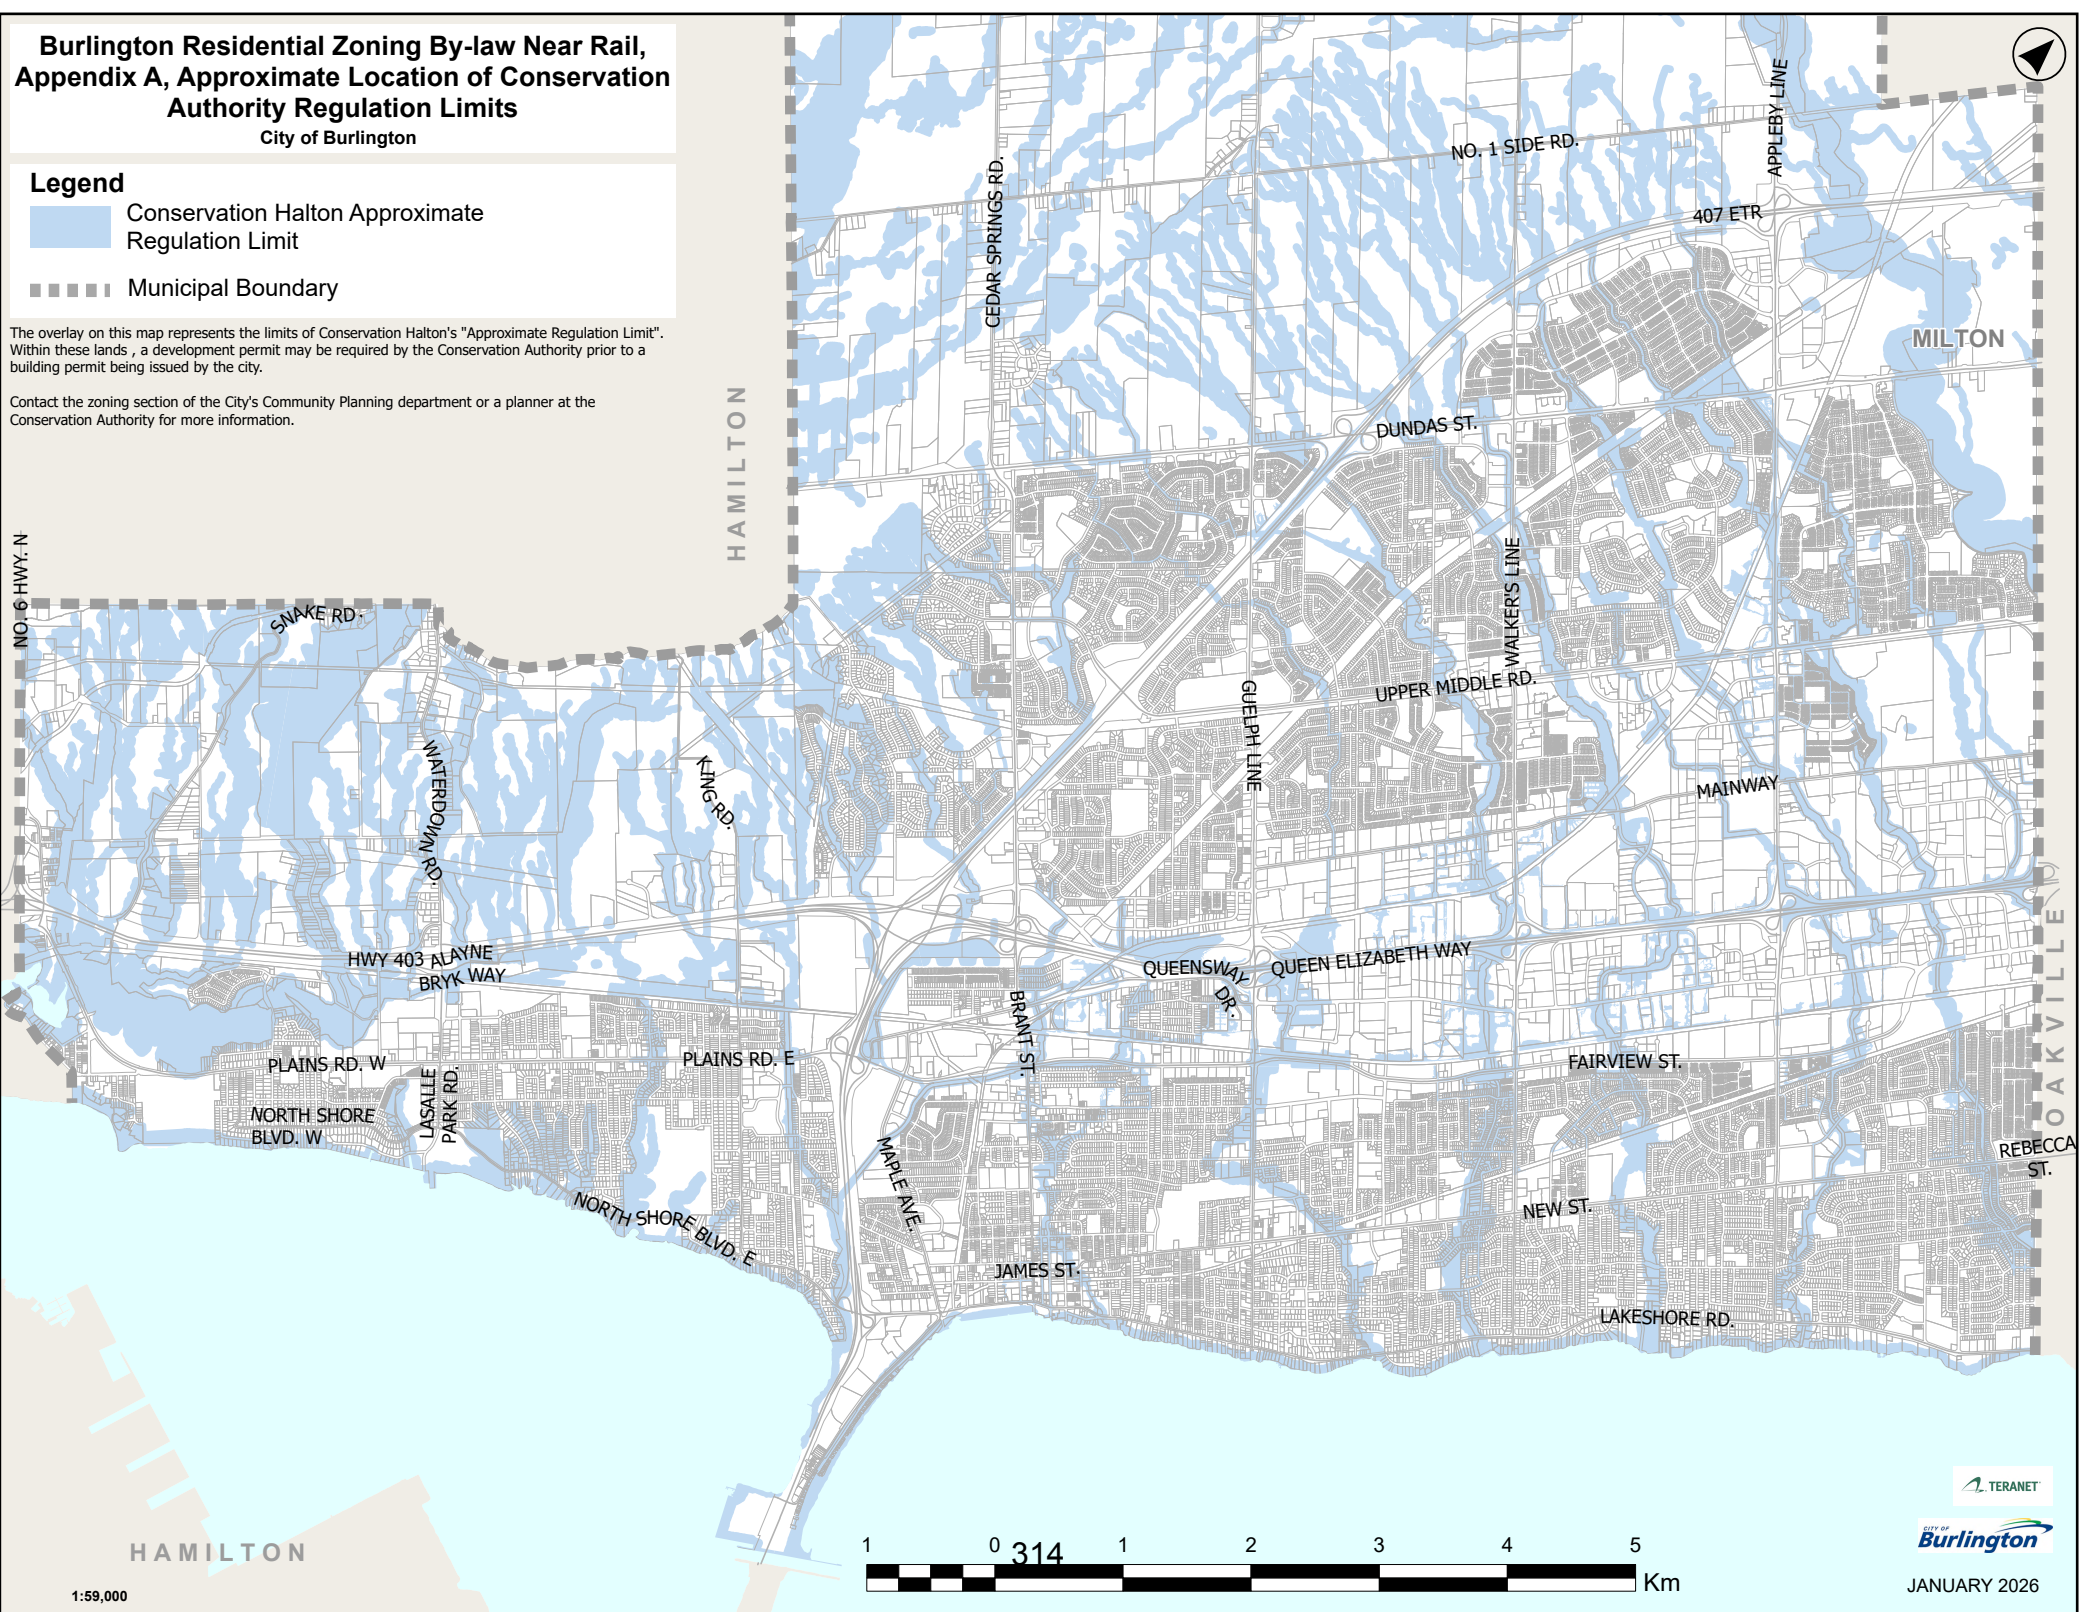 Burlington Residential Zoning By-law Near Rail,
Appendix A, Approximate Location of Conservation
Authority Regulation Limits
City of Burlington
Legend
Conservation Halton Approximate
Regulation Limit
Municipal Boundary
The overlay on this map represents the limits of Conservation Halton's "Approximate Regulation Limit".
Within these lands , a development permit may be required by the Conservation Authority prior to a
building permit being issued by the city.
Contact the zoning section of the City's Community Planning department or a planner at the
Conservation Authority for more information.
HAMILTON
CEDAR SPRINGS RD.
NO. 1 SIDE RD.
APPLEBY LINE
407 ETR
MILTON
DUNDAS ST.
NO. 6 HWY. N
SNAKE RD.
WALKER'S LINE
UPPER MIDDLE RD.
GUELPH LINE
WATERDOWN RD.
KING RD.
MAINWAY
HWY 403 ALAYNE
BRYK WAY
QUEENSWAY
DR.
QUEEN ELIZABETH WAY
OAKVILLE
BRANT ST.
PLAINS RD. W
PLAINS RD. E
FAIRVIEW ST.
LASALLE
PARK RD.
NORTH SHORE
BLVD. W
MAPLE AVE.
REBECCA
ST.
NORTH SHORE BLVD. E
NEW ST.
JAMES ST.
LAKESHORE RD.
HAMILTON
1:59,000
1 0 1 2 3 4 5
314
Km
TERANET
CITY OF
Burlington
JANUARY 2026